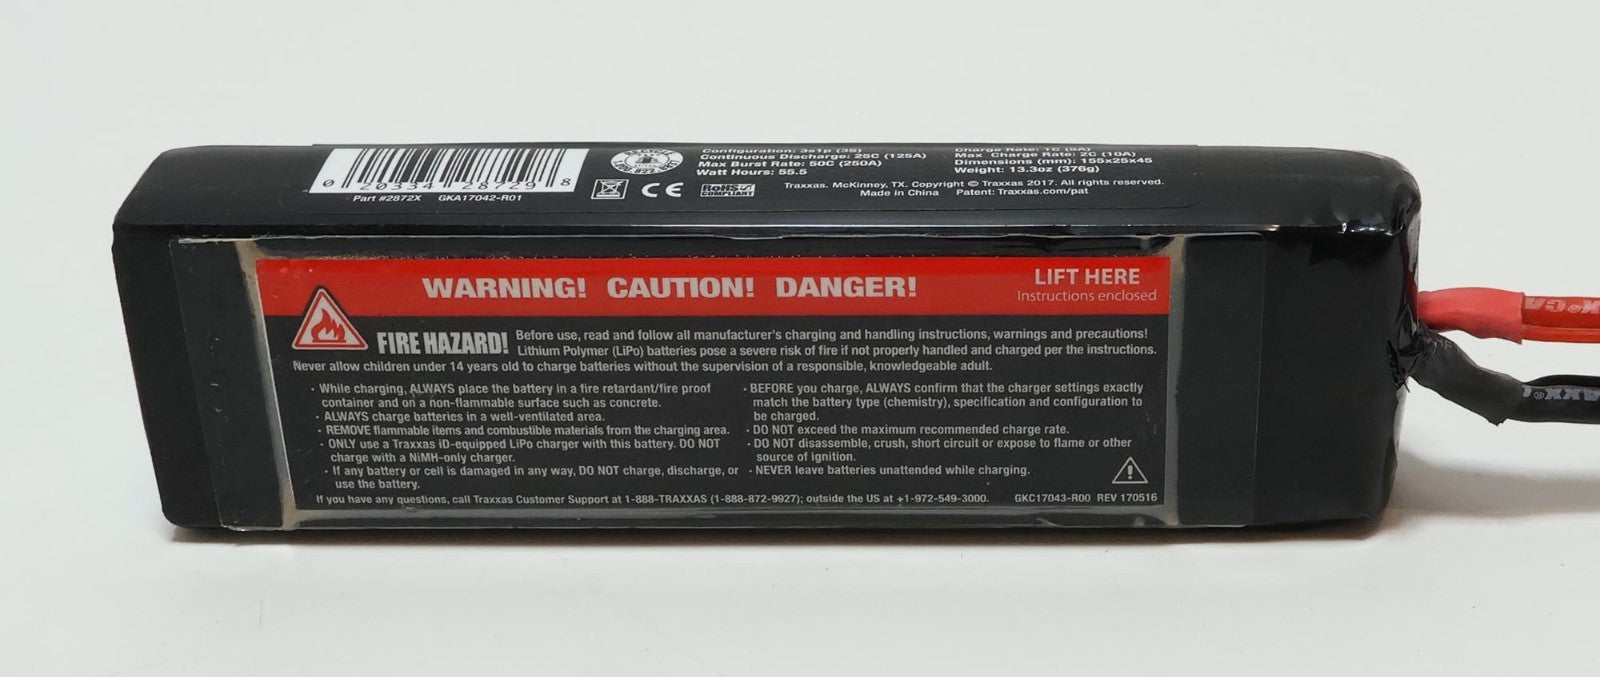 0 20334 28729 8
Part #2872X GKA17042-R01
CE
RoHS
COMPLIANT
Configuration: 3s1p (3S)
Continuous Discharge: 25C (125A)
Max Burst Rate: 50C (250A)
Watt Hours: 55.5
Charge Rate: 1C (5A)
Max Charge Rate: 2C (10A)
Dimensions (mm): 155x25x45
Weight: 13.3oz (376g)
Traxxas. McKinney, TX. Copyright © Traxxas 2017. All rights reserved.
Made in China Patent: Traxxas.com/pat
WARNING! CAUTION! DANGER!
LIFT HERE
Instructions enclosed
FIRE HAZARD!
Before use, read and follow all manufacturer's charging and handling instructions, warnings and precautions!
Lithium Polymer (LiPo) batteries pose a severe risk of fire if not properly handled and charged per the instructions.
Never allow children under 14 years old to charge batteries without the supervision of a responsible, knowledgeable adult.
· While charging, ALWAYS place the battery in a fire retardant/fire proof
container and on a non-flammable surface such as concrete.
· ALWAYS charge batteries in a well-ventilated area.
· REMOVE flammable items and combustible materials from the charging area.
· ONLY use a Traxxas iD-equipped LiPo charger with this battery. DO NOT
charge with a NiMH-only charger.
· If any battery or cell is damaged in any way, DO NOT charge, discharge, or
use the battery.
· BEFORE you charge, ALWAYS confirm that the charger settings exactly
match the battery type (chemistry), specification and configuration to
be charged.
· DO NOT exceed the maximum recommended charge rate.
· DO NOT disassemble, crush, short circuit or expose to flame or other
source of ignition.
· NEVER leave batteries unattended while charging.
If you have any questions, call Traxxas Customer Support at 1-888-TRAXXAS (1-888-872-9927); outside the US at +1-972-549-3000.
GKC17043-R00 REV 170516